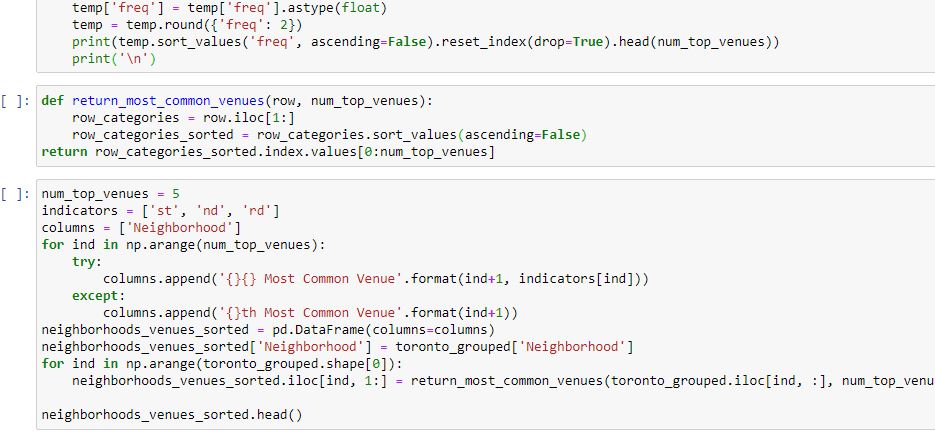 temp['freq'] = temp['freq'].astype(float)
    temp = temp.round({'freq': 2})
    print(temp.sort_values('freq', ascending=False).reset_index(drop=True).head(num_top_venues))
    print('\n')
[ ]: def return_most_common_venues(row, num_top_venues):
    row_categories = row.iloc[1:]
    row_categories_sorted = row_categories.sort_values(ascending=False)
return row_categories_sorted.index.values[0:num_top_venues]
[ ]: num_top_venues = 5
indicators = ['st', 'nd', 'rd']
columns = ['Neighborhood']
for ind in np.arange(num_top_venues):
    try:
        columns.append('{}{} Most Common Venue'.format(ind+1, indicators[ind]))
    except:
        columns.append('{}th Most Common Venue'.format(ind+1))
neighborhoods_venues_sorted = pd.DataFrame(columns=columns)
neighborhoods_venues_sorted['Neighborhood'] = toronto_grouped['Neighborhood']
for ind in np.arange(toronto_grouped.shape[0]):
    neighborhoods_venues_sorted.iloc[ind, 1:] = return_most_common_venues(toronto_grouped.iloc[ind, :], num_top_venu
neighborhoods_venues_sorted.head()